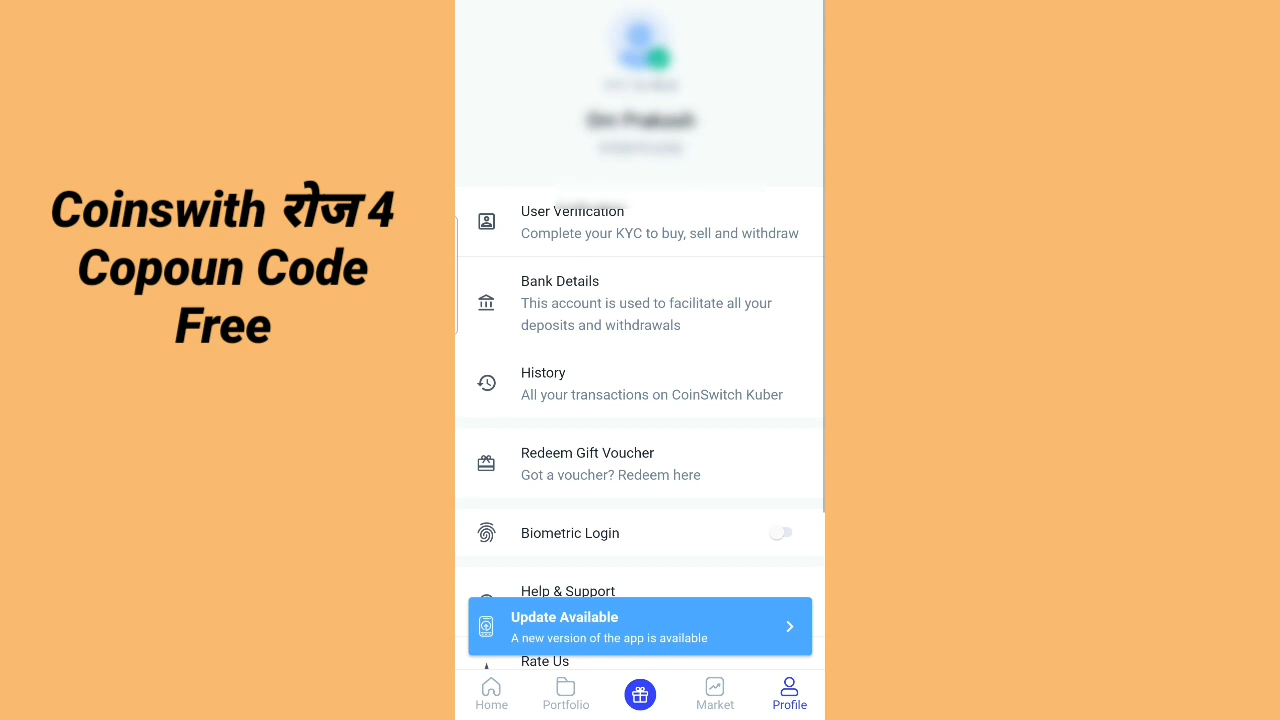 Coinswith रोज 4
Copoun Code
Free
User Verification
Complete your KYC to buy, sell and withdraw
Bank Details
This account is used to facilitate all your
deposits and withdrawals
History
All your transactions on CoinSwitch Kuber
Redeem Gift Voucher
Got a voucher? Redeem here
Biometric Login
Help & Support
Update Available
A new version of the app is available
Rate Us
Home
Portfolio
Market
Profile